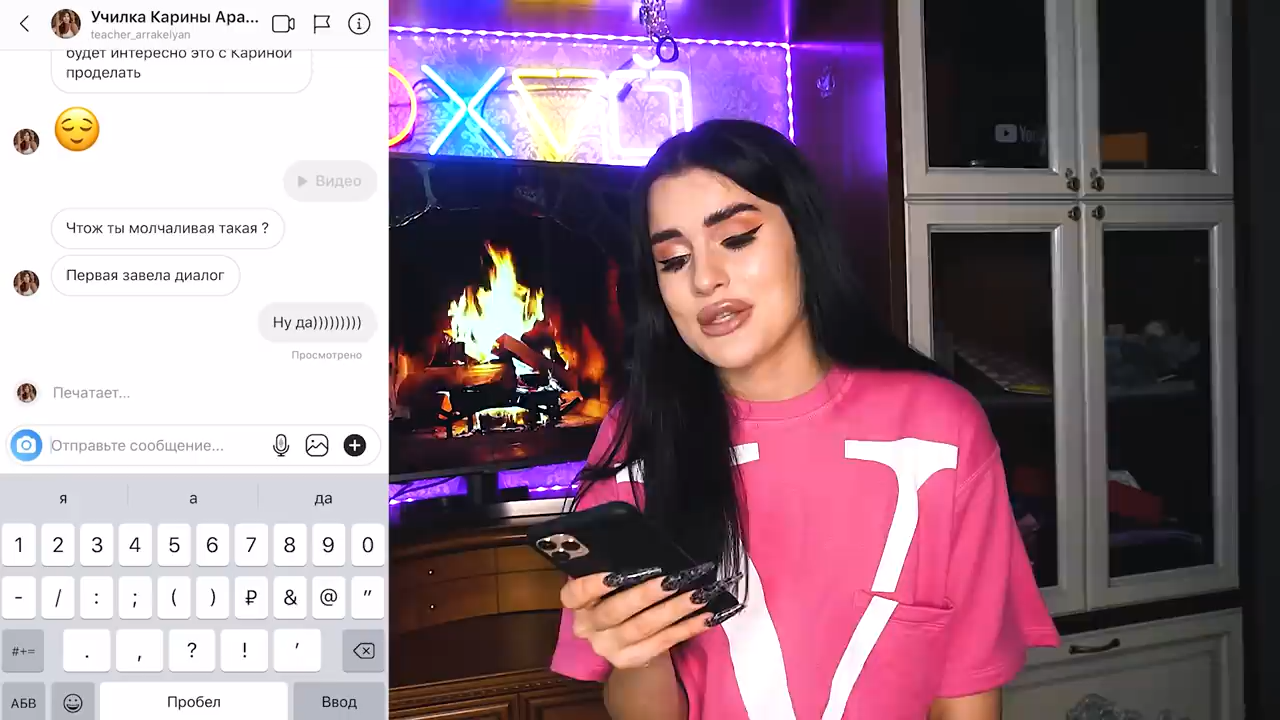 Училка Карины Ара...
teacher_arrakelyan
будет интересно это с Кариной
проделать
Видео
Чтож ты молчаливая такая ?
Первая завела диалог
Ну да)))))))))
Просмотрено
Печатает...
Отправьте сообщение...
я а да
1 2 3 4 5 6 7 8 9 0
- / : ; ( ) ₽ & @ "
#+= . , ? ! ’
АБВ Пробел Ввод